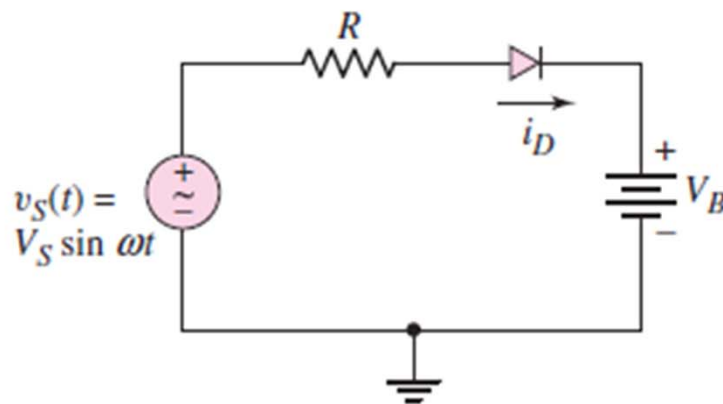 R
i_D
+
~
−
v_S(t) =
V_S sin ωt
+
V_B
−